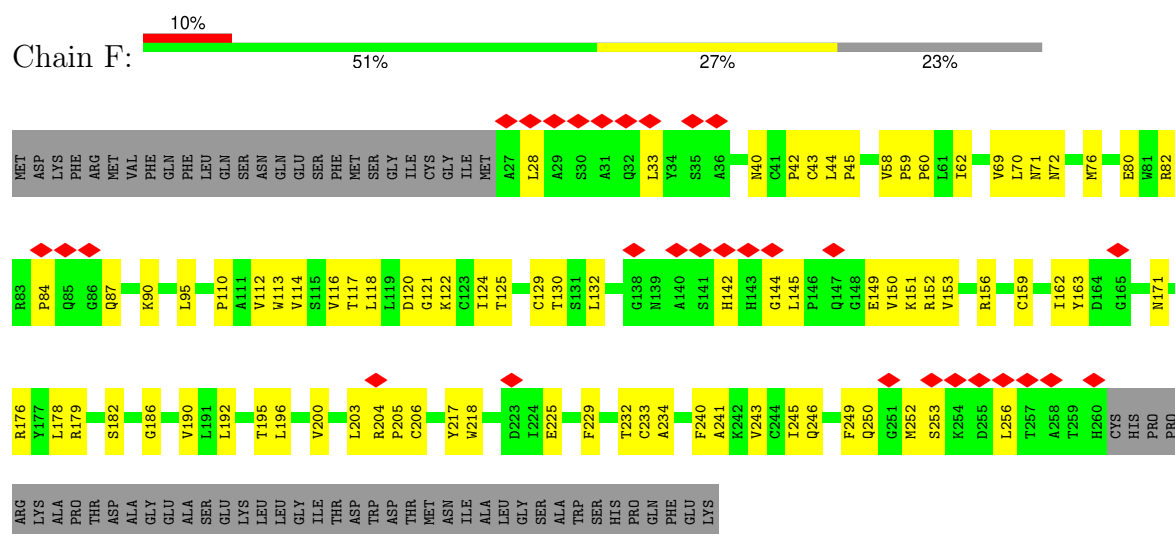 10%
Chain F:
51% 27% 23%
MET ASP LYS PHE ARG MET VAL PHE GLN PHE LEU GLN SER ASN GLN GLU SER PHE MET SER GLY ILE CYS GLY ILE MET A27 L28 A29 S30 A31 Q32 L33 Y34 S35 A36 N40 C41 P42 C43 L44 P45 V58 P59 P60 L61 I62 V69 L70 N71 N72 M76 E80 W81 R82
R83 P84 Q85 G86 Q87 K90 L95 P110 A111 V112 W113 V114 S115 V116 T117 L118 L119 D120 G121 K122 C123 I124 T125 C129 T130 S131 L132 G138 N139 A140 S141 H142 H143 G144 L145 P146 Q147 G148 E149 V150 K151 R152 V153 R156 C159 I162 Y163 D164 G165 N171
R176 Y177 L178 R179 S182 G186 V190 L191 L192 T195 L196 V200 L203 R204 P205 C206 Y217 W218 D223 I224 E225 F229 T232 C233 A234 F240 A241 K242 V243 C244 I245 Q246 F249 Q250 G251 M252 S253 K254 D255 L256 T257 A258 T259 H260 CYS HIS PRO PRO
ARG LYS ALA PRO THR ASP ALA GLY GLU ALA SER GLU LYS LEU LEU GLY ILE THR ASP TRP ASP THR MET ASN ILE ALA LEU GLY SER ALA TRP SER HIS PRO GLN PHE GLU LYS